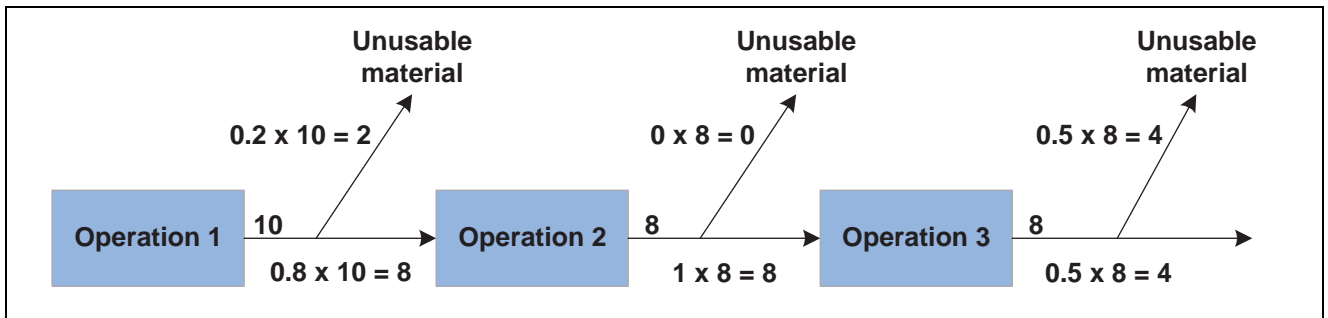 Unusable
material
Unusable
material
Unusable
material
0.2 x 10 = 2
0 x 8 = 0
0.5 x 8 = 4
Operation 1
10
Operation 2
8
Operation 3
8
0.8 x 10 = 8
1 x 8 = 8
0.5 x 8 = 4